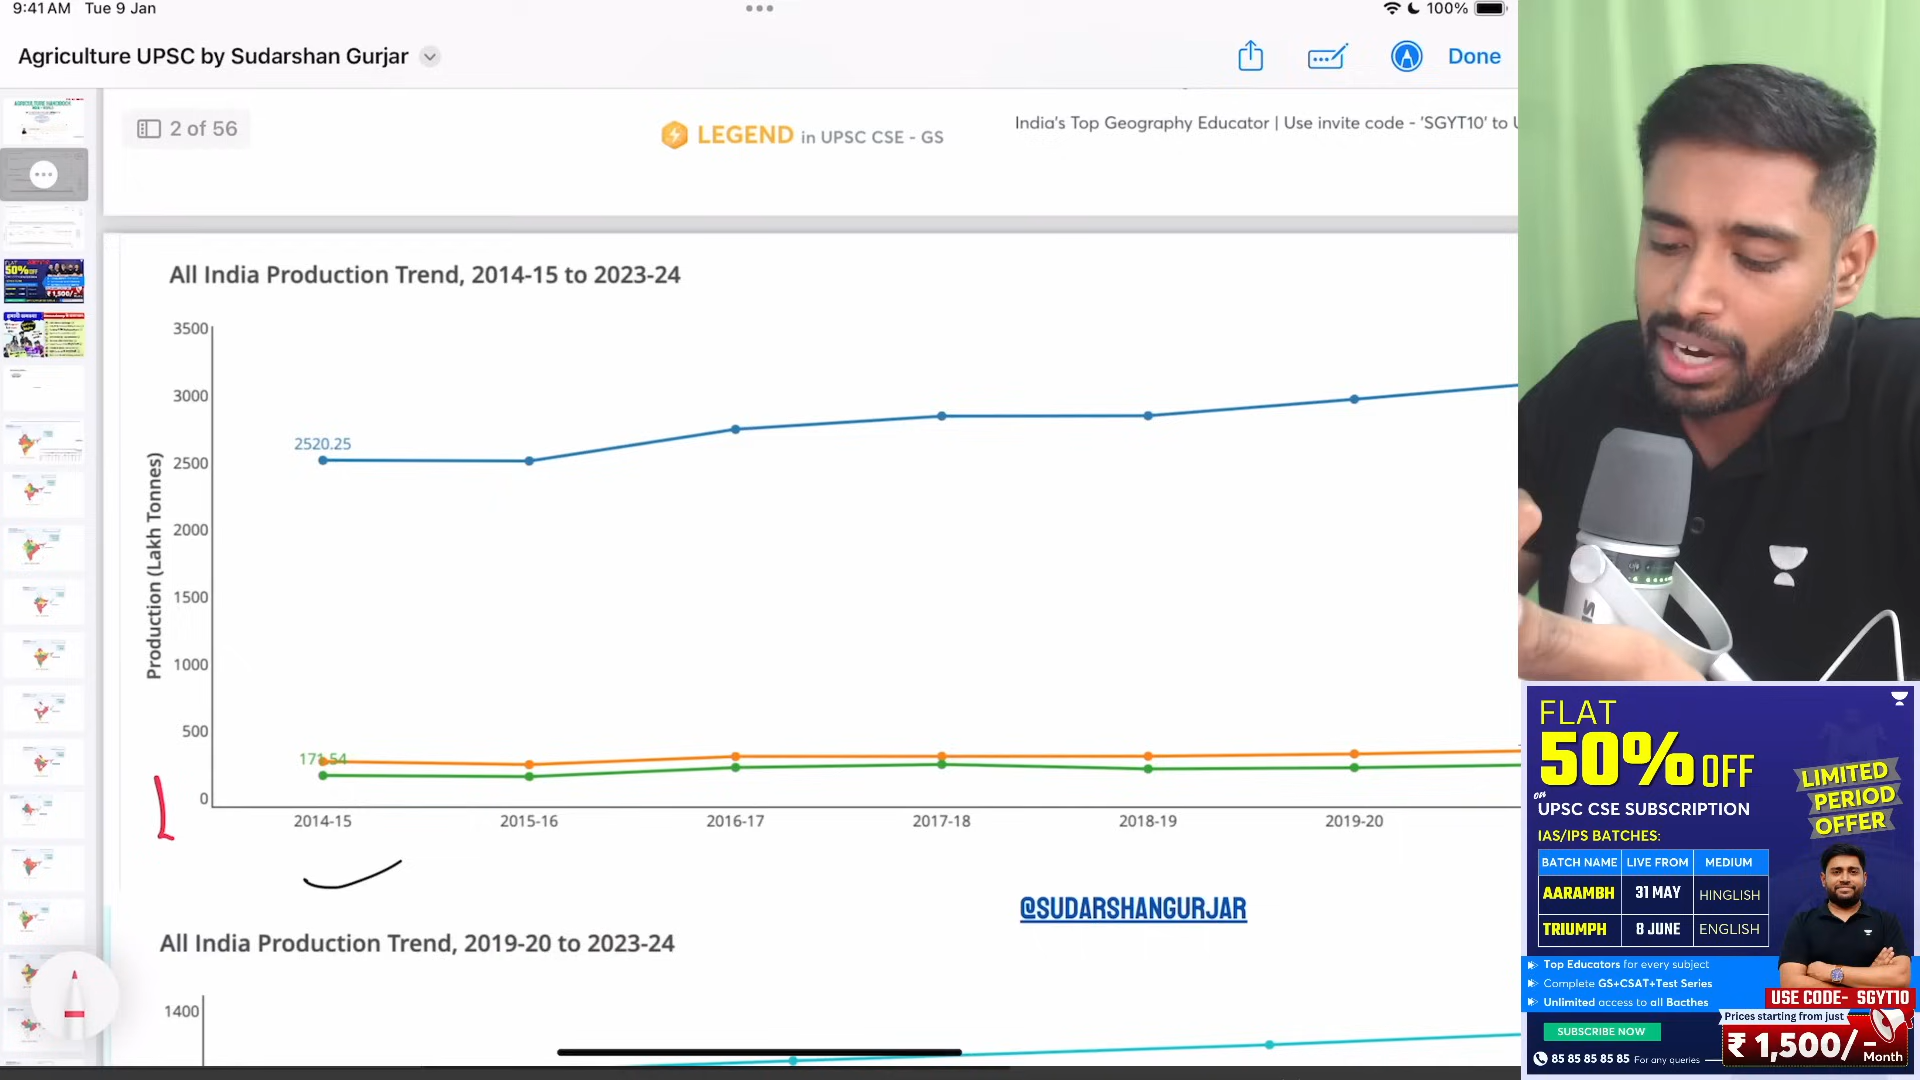 9:41 AM Tue 9 Jan
100%
Agriculture UPSC by Sudarshan Gurjar
Done
2 of 56
LEGEND in UPSC CSE - GS
India's Top Geography Educator | Use invite code - 'SGYT10' to
All India Production Trend, 2014-15 to 2023-24
Production (Lakh Tonnes)
3500
3000
2500
2000
1500
1000
500
0
2520.25
171.54
2014-15 2015-16 2016-17 2017-18 2018-19 2019-20
@SUDARSHANGURJAR
All India Production Trend, 2019-20 to 2023-24
1400
FLAT
50% OFF
on
UPSC CSE SUBSCRIPTION
LIMITED
PERIOD
OFFER
IAS/IPS BATCHES:
BATCH NAME LIVE FROM MEDIUM
AARAMBH 31 MAY HINGLISH
TRIUMPH 8 JUNE ENGLISH
Top Educators for every subject
Complete GS+CSAT+Test Series
Unlimited access to all Bacthes
USE CODE- SGYT10
SUBSCRIBE NOW
Prices starting from just
₹ 1,500/-
Month
85 85 85 85 85 For any queries